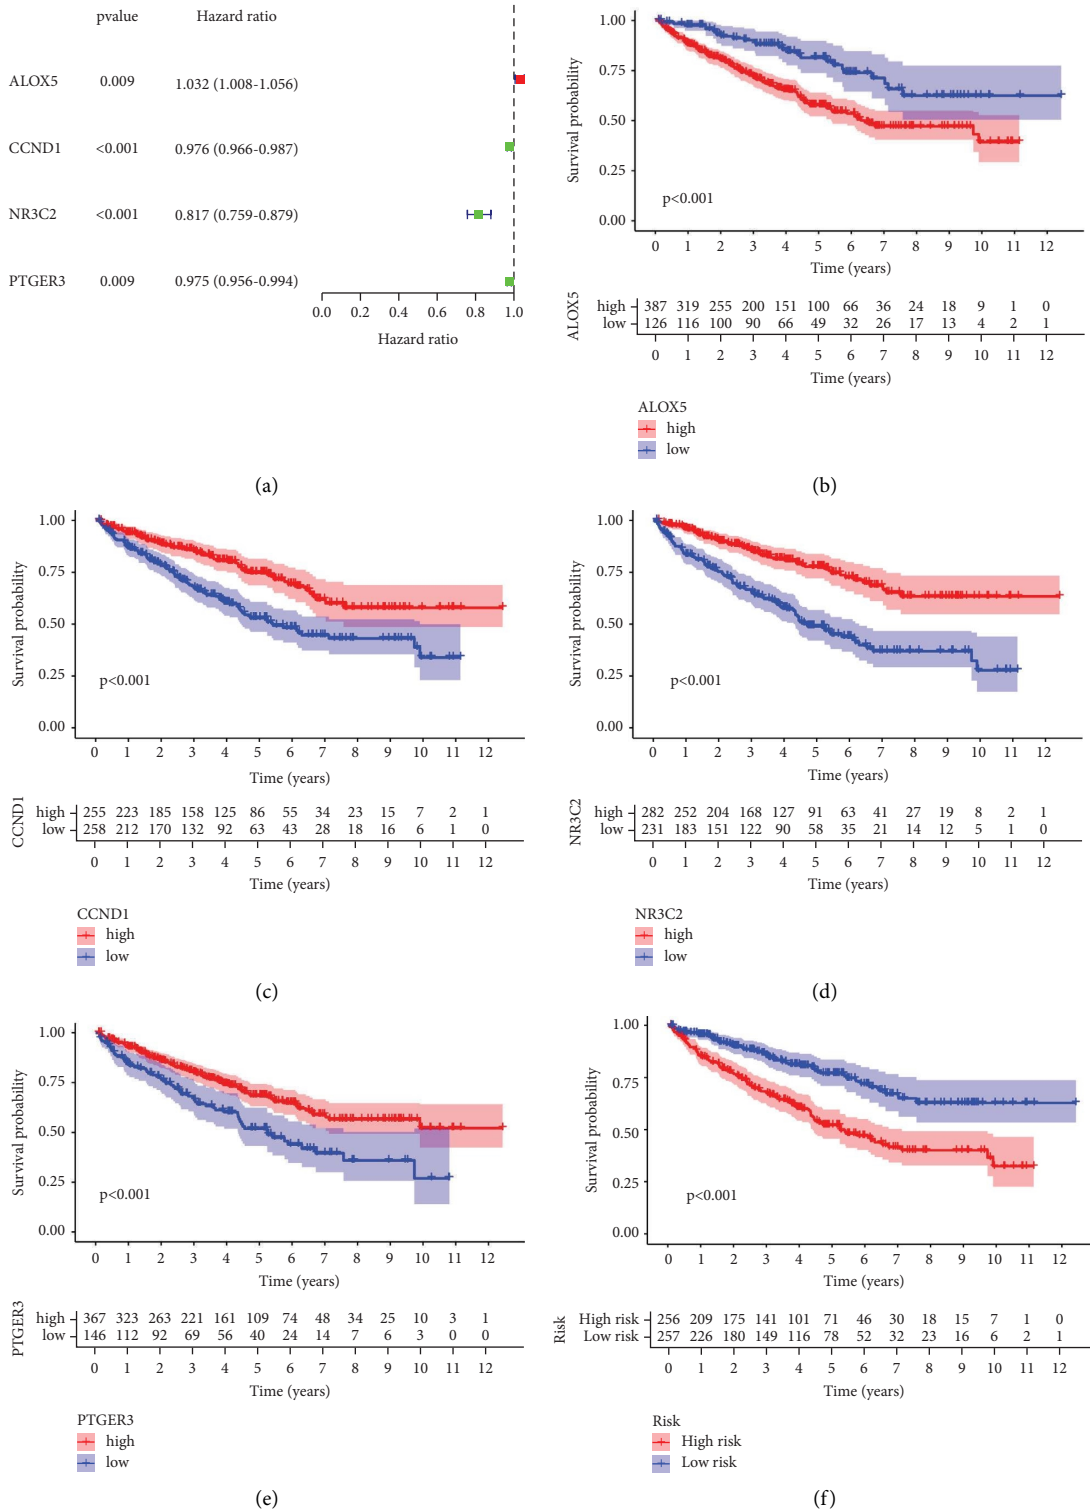 pvalue Hazard ratio
ALOX5 0.009 1.032 (1.008-1.056)
CCND1 <0.001 0.976 (0.966-0.987)
NR3C2 <0.001 0.817 (0.759-0.879)
PTGER3 0.009 0.975 (0.956-0.994)
0.0 0.2 0.4 0.6 0.8 1.0
Hazard ratio
(a)
Survival probability
1.00
0.75
0.50
0.25
0.00
p<0.001
0 1 2 3 4 5 6 7 8 9 10 11 12
Time (years)
ALOX5
high 387 319 255 200 151 100 66 36 24 18 9 1 0
low 126 116 100 90 66 49 32 26 17 13 4 2 1
0 1 2 3 4 5 6 7 8 9 10 11 12
Time (years)
ALOX5
high
low
(b)
Survival probability
1.00
0.75
0.50
0.25
0.00
p<0.001
0 1 2 3 4 5 6 7 8 9 10 11 12
Time (years)
CCND1
high 255 223 185 158 125 86 55 34 23 15 7 2 1
low 258 212 170 132 92 63 43 28 18 16 6 1 0
0 1 2 3 4 5 6 7 8 9 10 11 12
Time (years)
CCND1
high
low
(c)
Survival probability
1.00
0.75
0.50
0.25
0.00
p<0.001
0 1 2 3 4 5 6 7 8 9 10 11 12
Time (years)
NR3C2
high 282 252 204 168 127 91 63 41 27 19 8 2 1
low 231 183 151 122 90 58 35 21 14 12 5 1 0
0 1 2 3 4 5 6 7 8 9 10 11 12
Time (years)
NR3C2
high
low
(d)
Survival probability
1.00
0.75
0.50
0.25
0.00
p<0.001
0 1 2 3 4 5 6 7 8 9 10 11 12
Time (years)
PTGER3
high 367 323 263 221 161 109 74 48 34 25 10 3 1
low 146 112 92 69 56 40 24 14 7 6 3 0 0
0 1 2 3 4 5 6 7 8 9 10 11 12
Time (years)
PTGER3
high
low
(e)
Survival probability
1.00
0.75
0.50
0.25
0.00
p<0.001
0 1 2 3 4 5 6 7 8 9 10 11 12
Time (years)
Risk
High risk 256 209 175 141 101 71 46 30 18 15 7 1 0
Low risk 257 226 180 149 116 78 52 32 23 16 6 2 1
0 1 2 3 4 5 6 7 8 9 10 11 12
Time (years)
Risk
High risk
Low risk
(f)